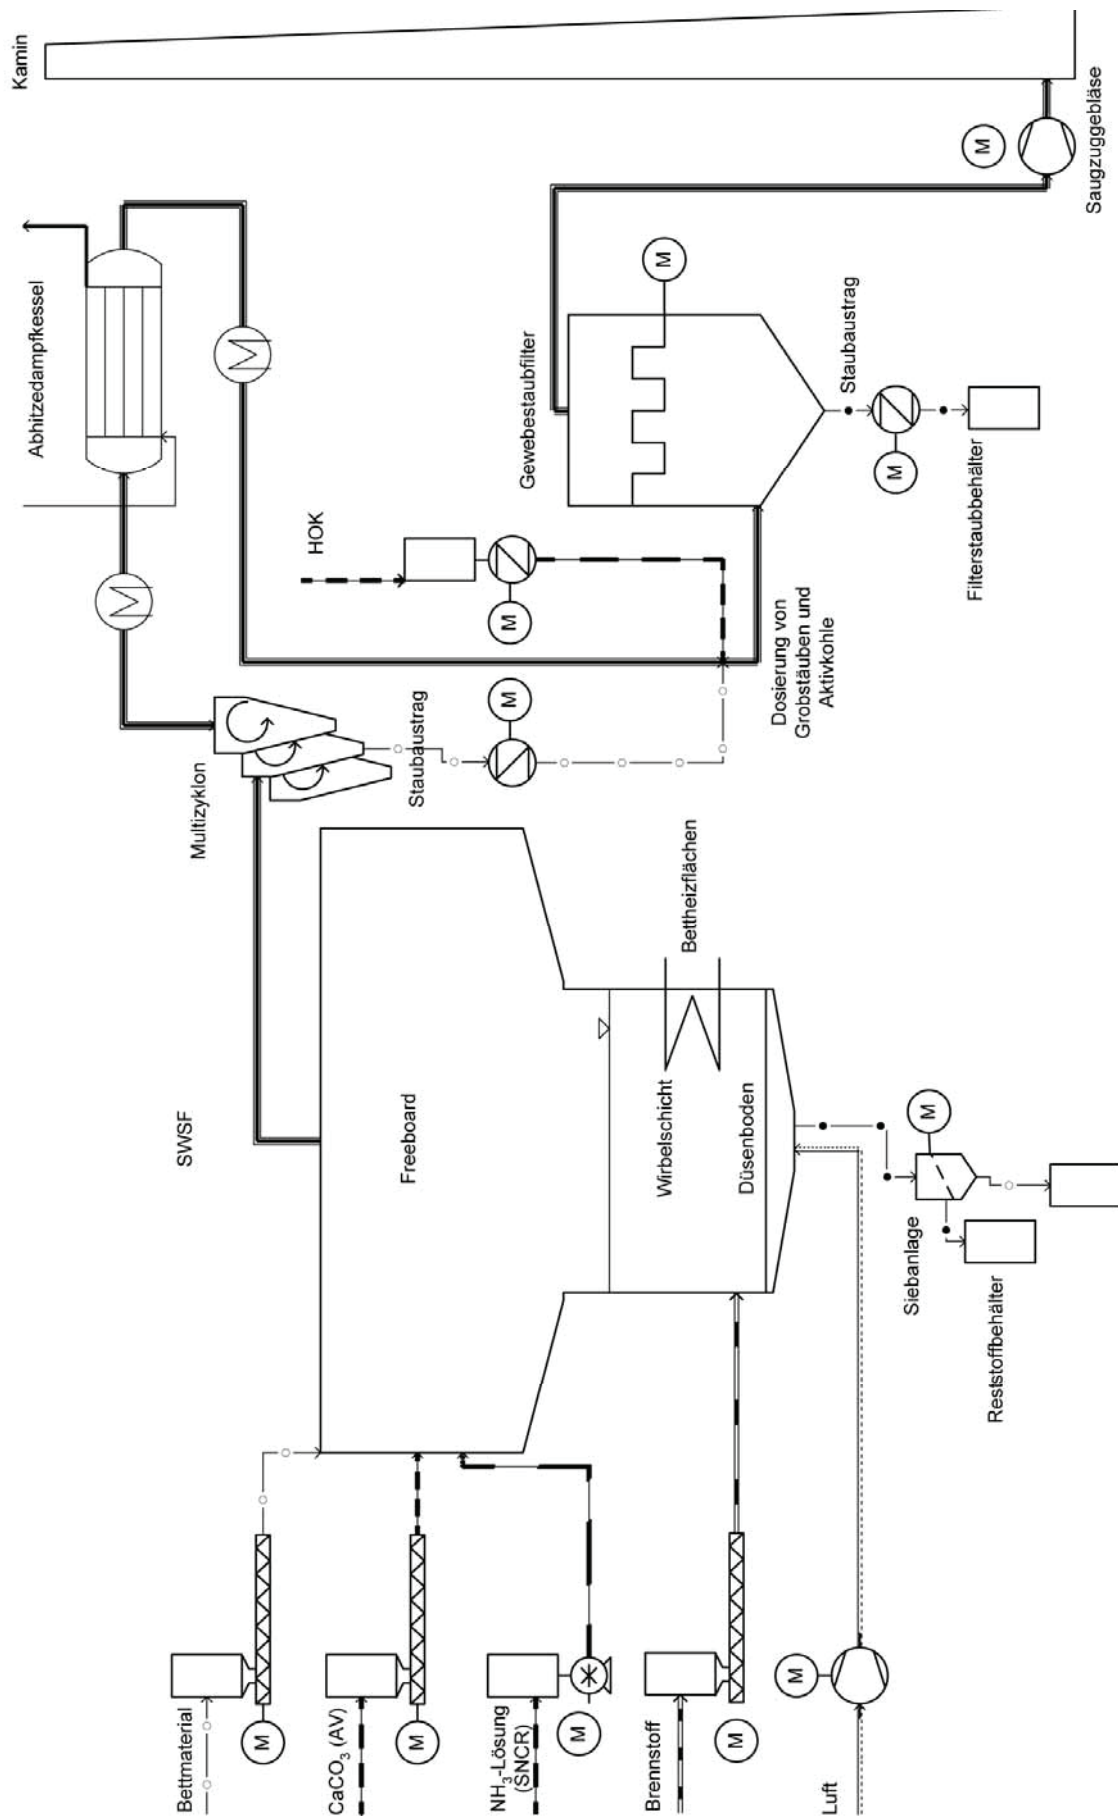 Bettmaterial
M
CaCO3 (AV)
M
NH3-Lösung
(SNCR)
M
Brennstoff
M
Luft
M
SWSF
Freeboard
Wirbelschicht
Düsenboden
Bettheizflächen
Siebanlage
M
Reststoffbehälter
Multizyklon
Staubaustrag
M
M
Abhitzedampfkessel
M
HOK
M
Dosierung von
Grobstäuben und
Aktivkohle
Gewebestaubfilter
M
Staubaustrag
M
Filterstaubbehälter
Kamin
M
Saugzuggebläse